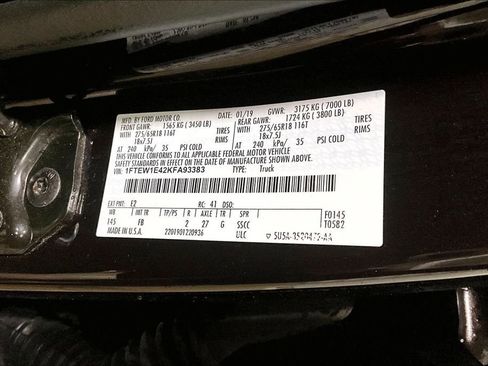 MFD. BY FORD MOTOR CO.
DATE: 01/19 GVWR: 3175 KG (7000 LB)
FRONT GAWR: 1565 KG (3450 LB) REAR GAWR: 1724 KG (3800 LB)
WITH 275/65R18 116T TIRES WITH 275/65R18 116T TIRES
18x7.5J RIMS 18x7.5J RIMS
AT 240 kPa/ 35 PSI COLD AT 240 kPa/ 35 PSI COLD
THIS VEHICLE CONFORMS TO ALL APPLICABLE FEDERAL MOTOR VEHICLE
SAFETY STANDARDS IN EFFECT ON THE DATE OF MANUFACTURE SHOWN ABOVE.
VIN: 1FTEW1E42KFA93383 TYPE: Truck
EXT PNT: E2 RC: 41 DSO:
WB INT TR TP/PS R AXLE TR SPR F0145
145 FB 2 27 G SSCC T0582
MADE IN U.S.A. 2201901220936 ULC